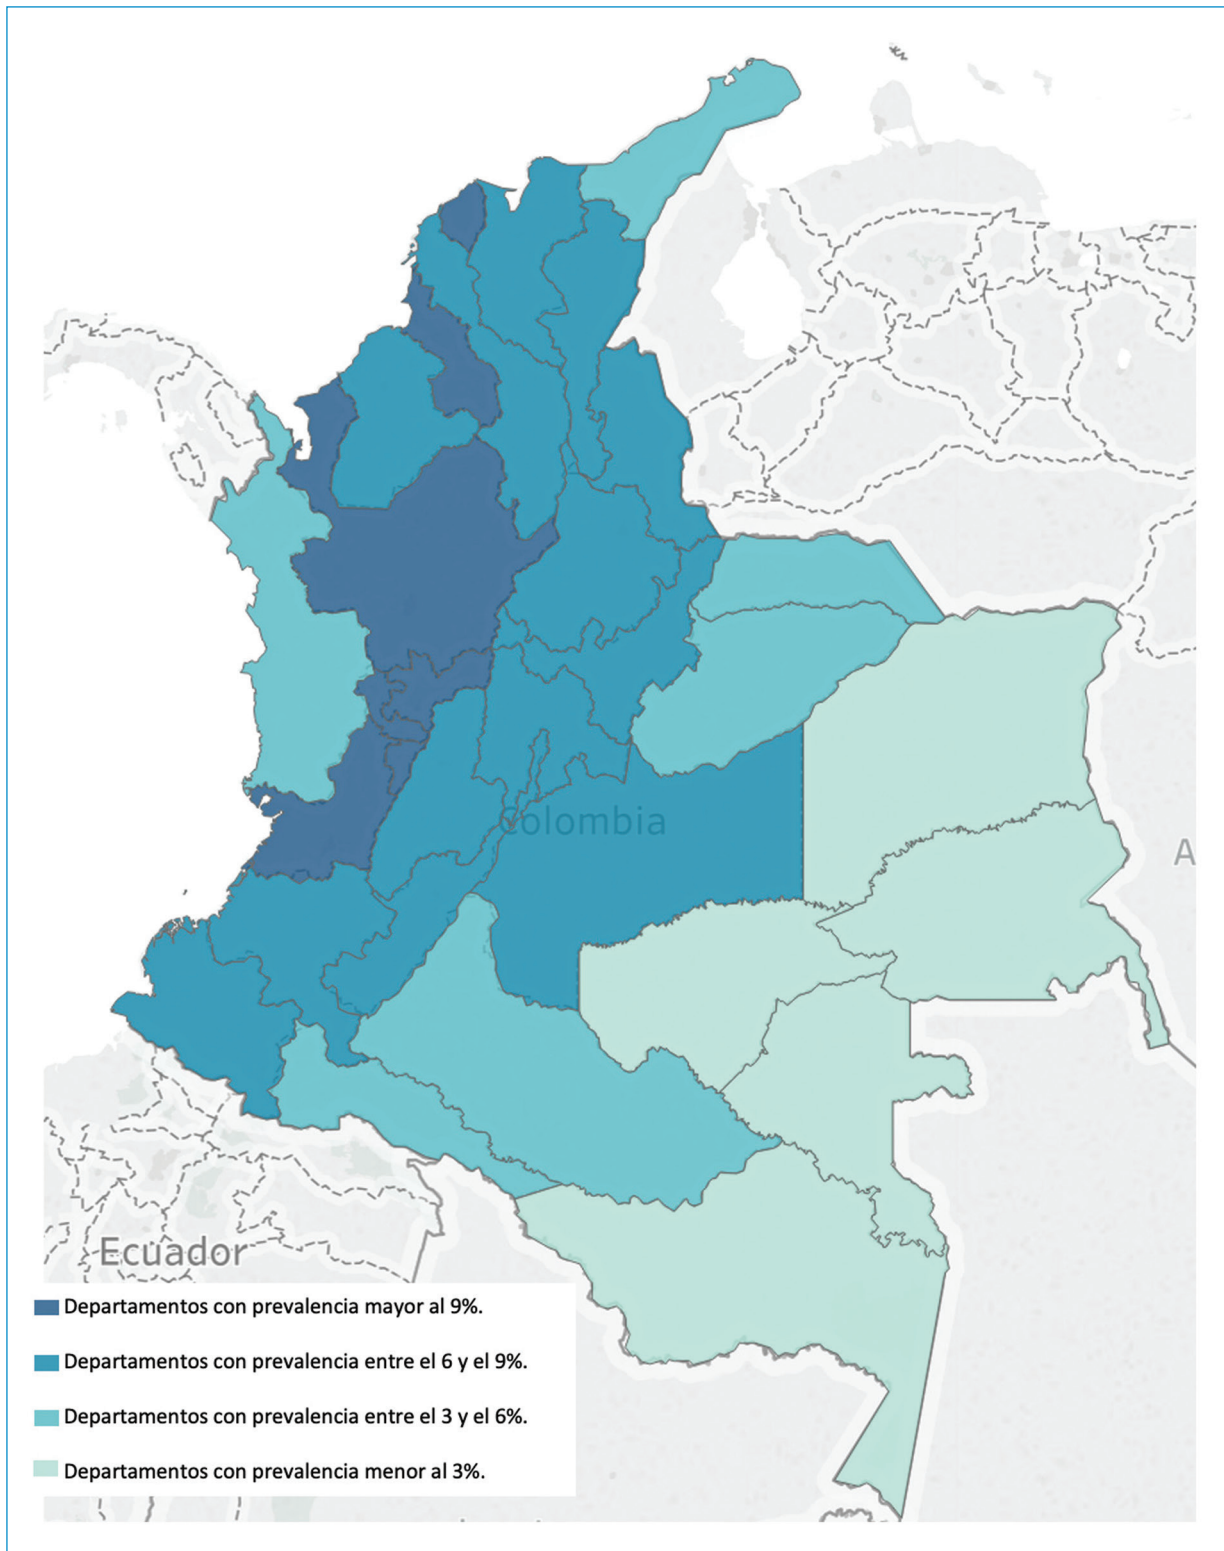 Colombia
A
Ecuador
Departamentos con prevalencia mayor al 9%.
Departamentos con prevalencia entre el 6 y el 9%.
Departamentos con prevalencia entre el 3 y el 6%.
Departamentos con prevalencia menor al 3%.